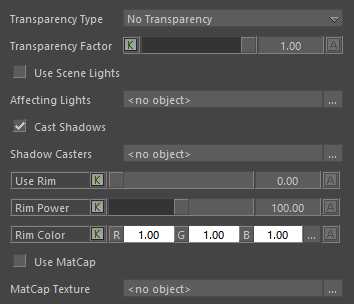 Transparency Type No Transparency
Transparency Factor K 1.00 A
Use Scene Lights
Affecting Lights <no object> ...
Cast Shadows
Shadow Casters <no object> ...
Use Rim K 0.00 A
Rim Power K 100.00 A
Rim Color K R 1.00 G 1.00 B 1.00 ... A
Use MatCap
MatCap Texture <no object> ...